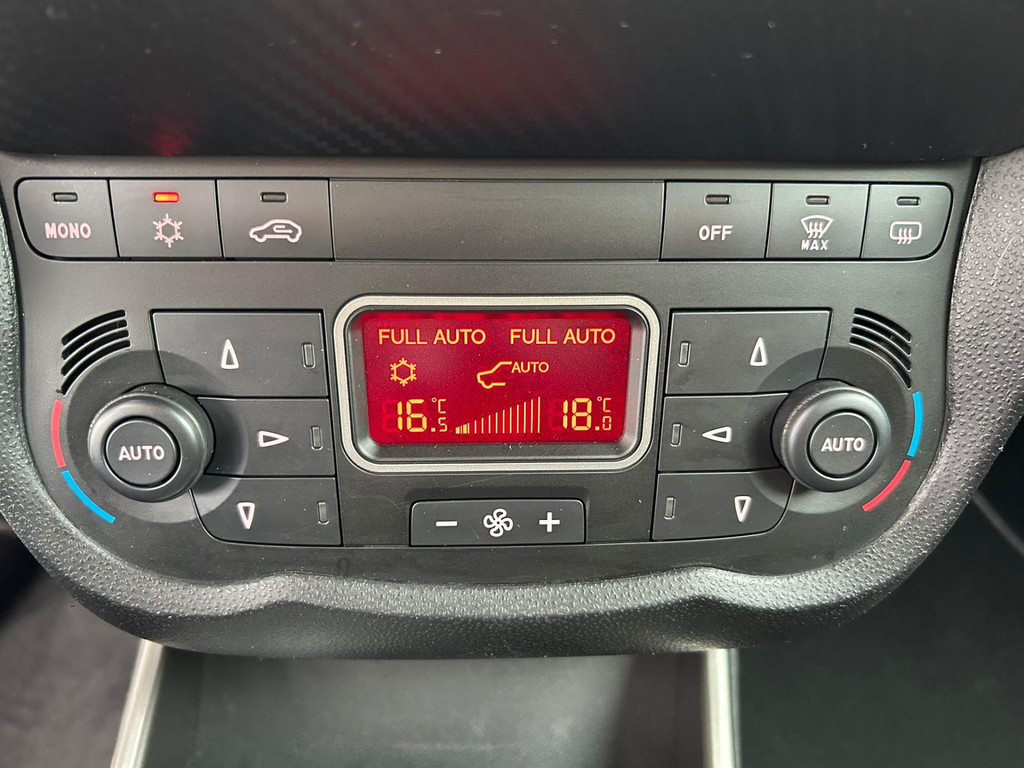 MONO
OFF
MAX
FULL AUTO FULL AUTO
AUTO
16.5 °C 18.0 °C
AUTO
AUTO
- +